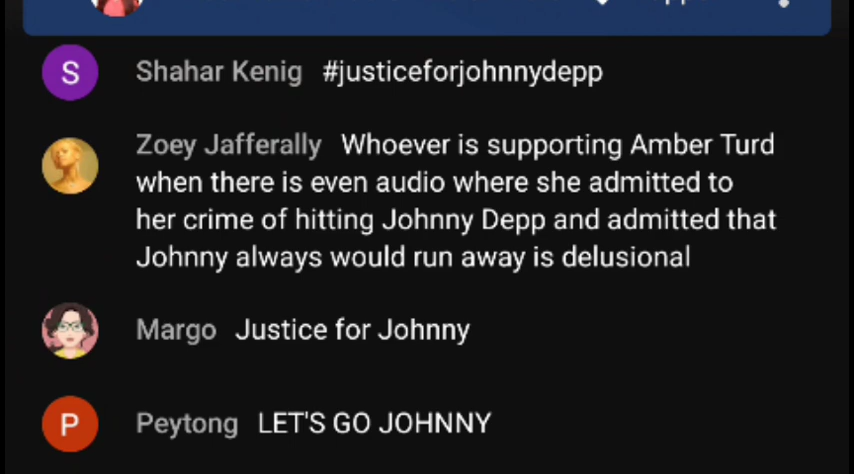 S Shahar Kenig #justiceforjohnnydepp
Zoey Jafferally Whoever is supporting Amber Turd
when there is even audio where she admitted to
her crime of hitting Johnny Depp and admitted that
Johnny always would run away is delusional
Margo Justice for Johnny
P Peytong LET'S GO JOHNNY